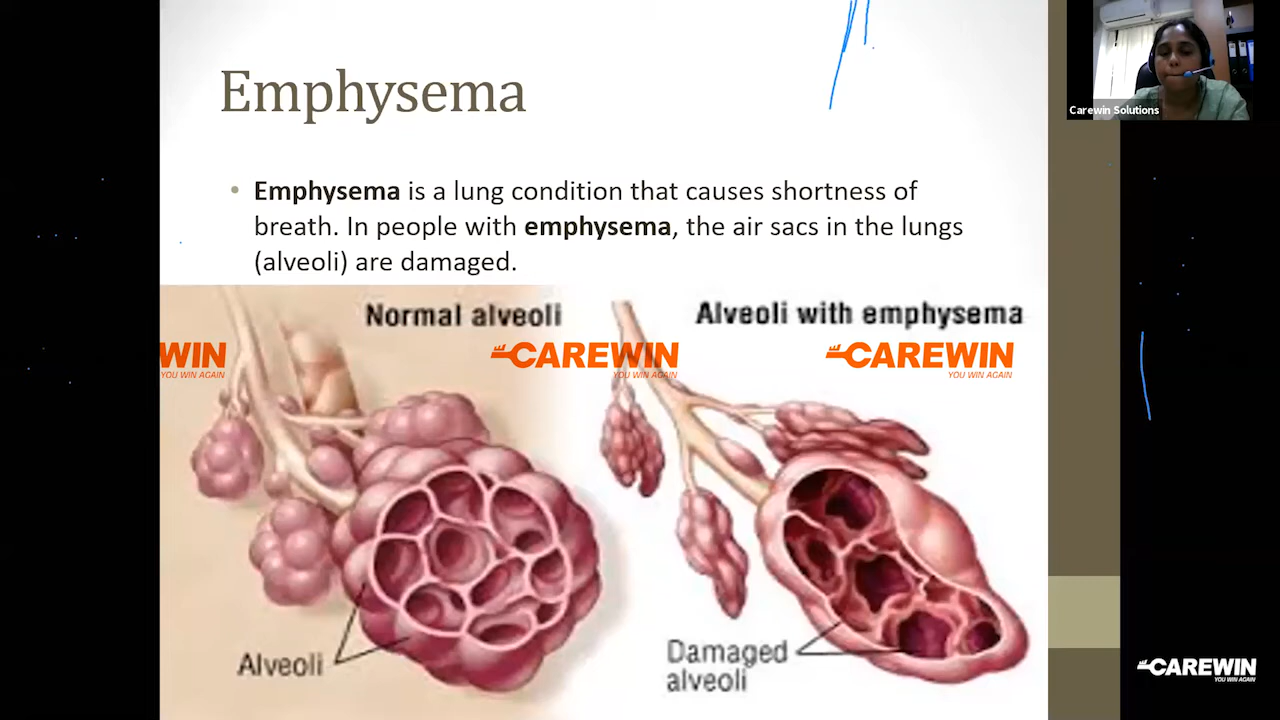 Emphysema
Carewin Solutions
• Emphysema is a lung condition that causes shortness of
breath. In people with emphysema, the air sacs in the lungs
(alveoli) are damaged.
Normal alveoli
Alveoli with emphysema
WIN
YOU WIN AGAIN
CAREWIN
YOU WIN AGAIN
CAREWIN
YOU WIN AGAIN
Alveoli
Damaged
alveoli
CAREWIN
YOU WIN AGAIN